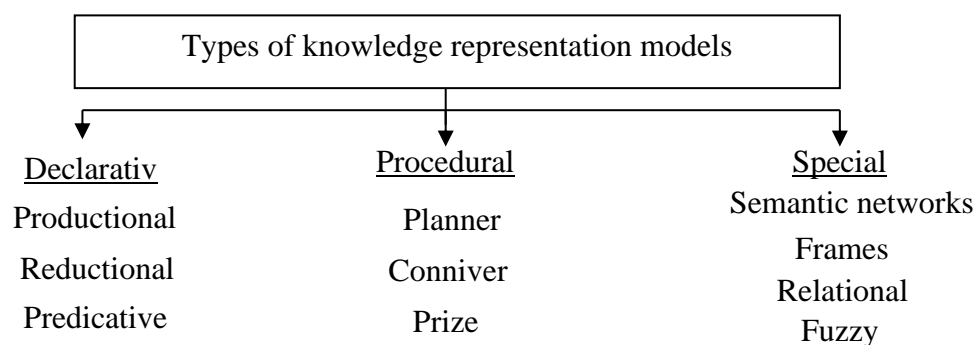 Types of knowledge representation models
Declarativ
Productional
Reductional
Predicative
Procedural
Planner
Conniver
Prize
Special
Semantic networks
Frames
Relational
Fuzzy